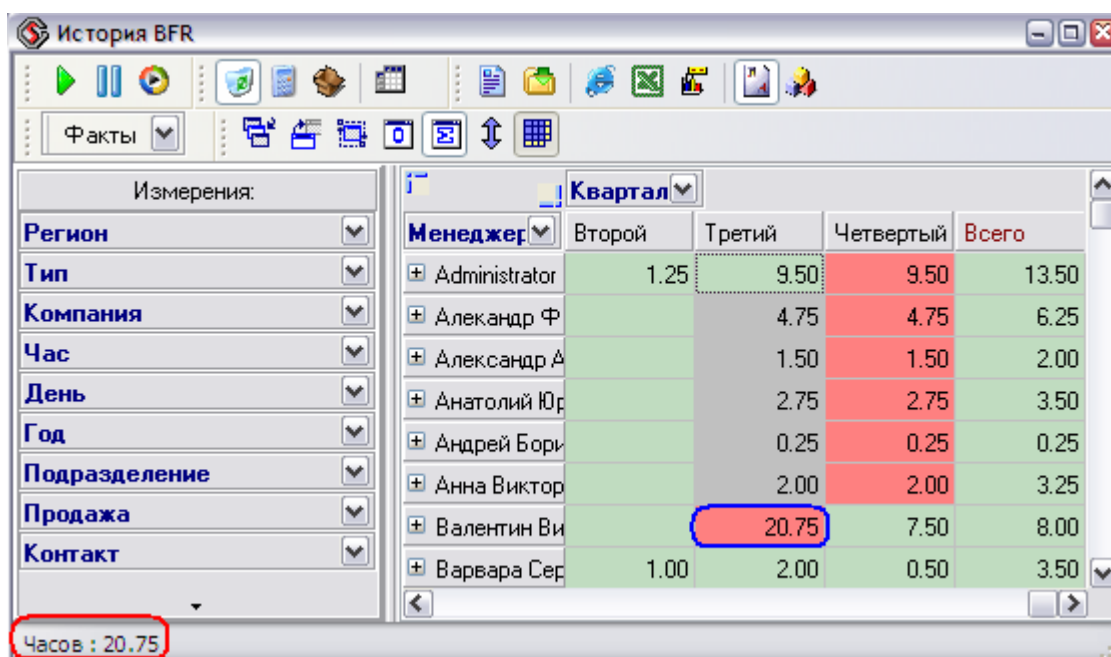 История BFR
Факты
Измерения:
Регион
Тип
Компания
Час
День
Год
Подразделение
Продажа
Контакт
Квартал
Менеджер Второй Третий Четвертый Всего
Administrator 1.25 9.50 9.50 13.50
Алекандр Ф 4.75 4.75 6.25
Александр А 1.50 1.50 2.00
Анатолий Юр 2.75 2.75 3.50
Андрей Бори 0.25 0.25 0.25
Анна Виктор 2.00 2.00 3.25
Валентин Ви 20.75 7.50 8.00
Варвара Сер 1.00 2.00 0.50 3.50
Часов : 20.75